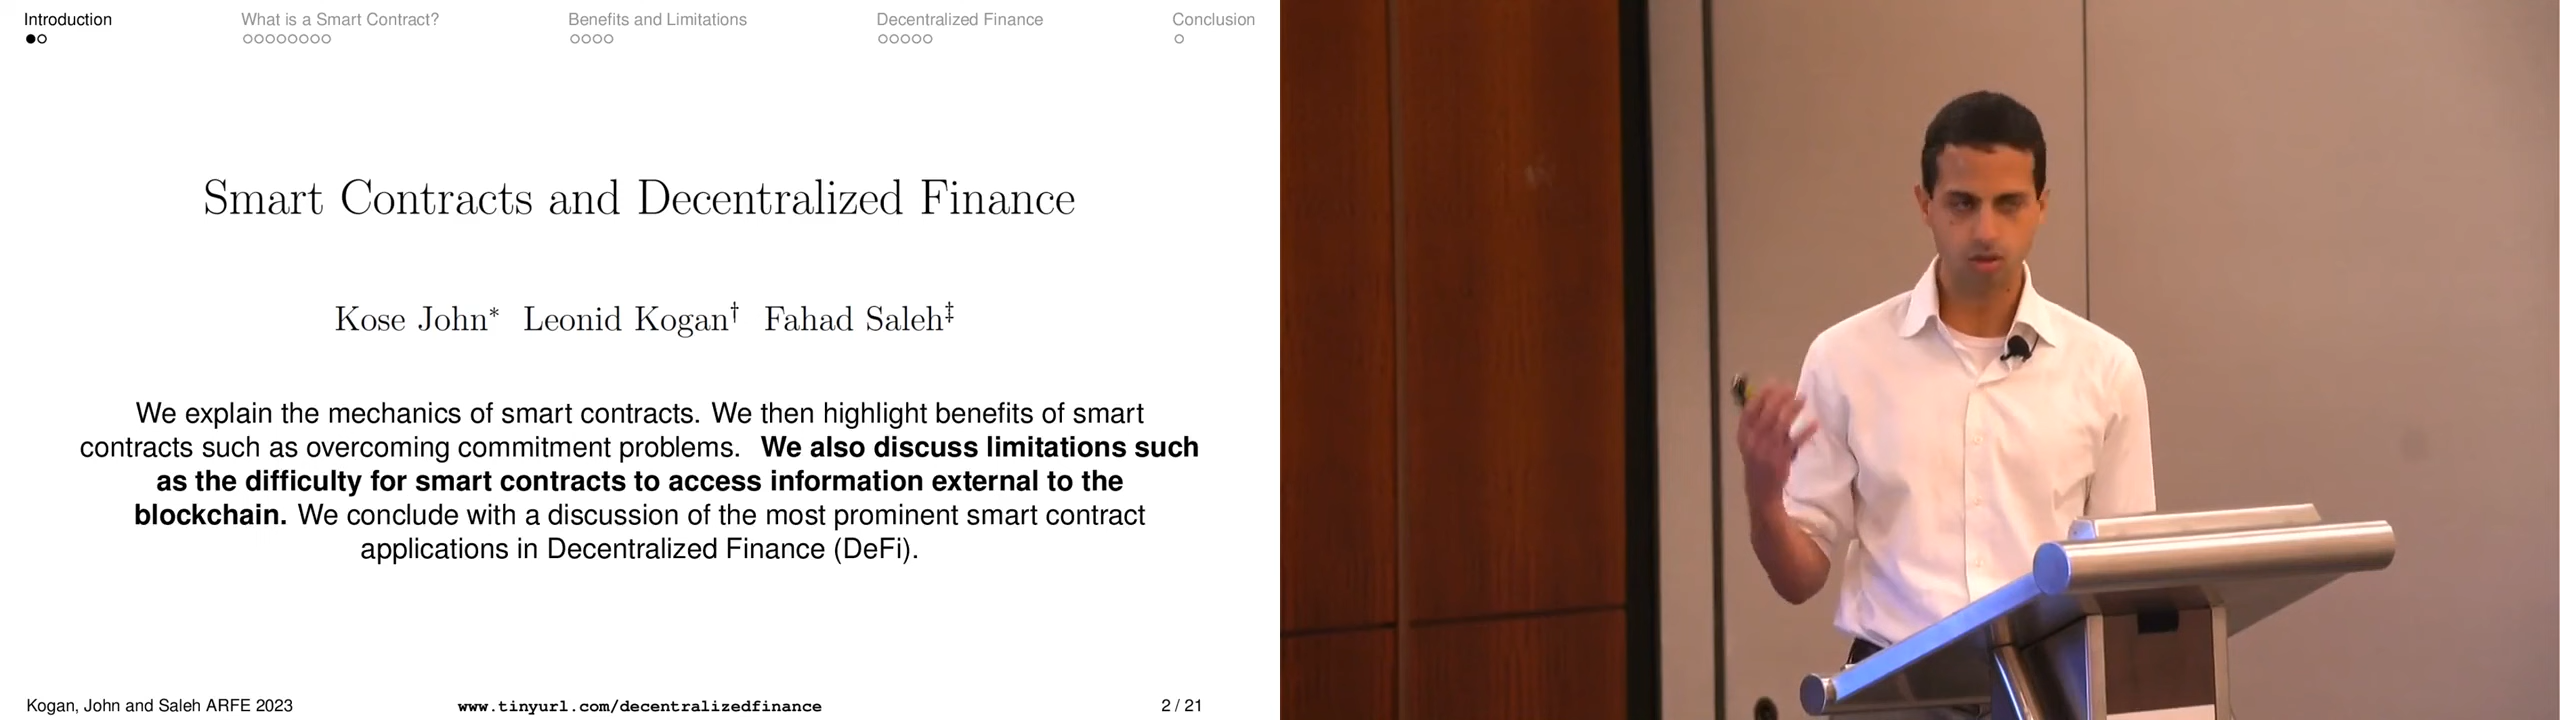 Introduction
What is a Smart Contract?
Benefits and Limitations
Decentralized Finance
Conclusion
Smart Contracts and Decentralized Finance
Kose John* Leonid Kogan† Fahad Saleh‡
We explain the mechanics of smart contracts. We then highlight benefits of smart
contracts such as overcoming commitment problems. We also discuss limitations such
as the difficulty for smart contracts to access information external to the
blockchain. We conclude with a discussion of the most prominent smart contract
applications in Decentralized Finance (DeFi).
Kogan, John and Saleh ARFE 2023
www.tinyurl.com/decentralizedfinance
2 / 21